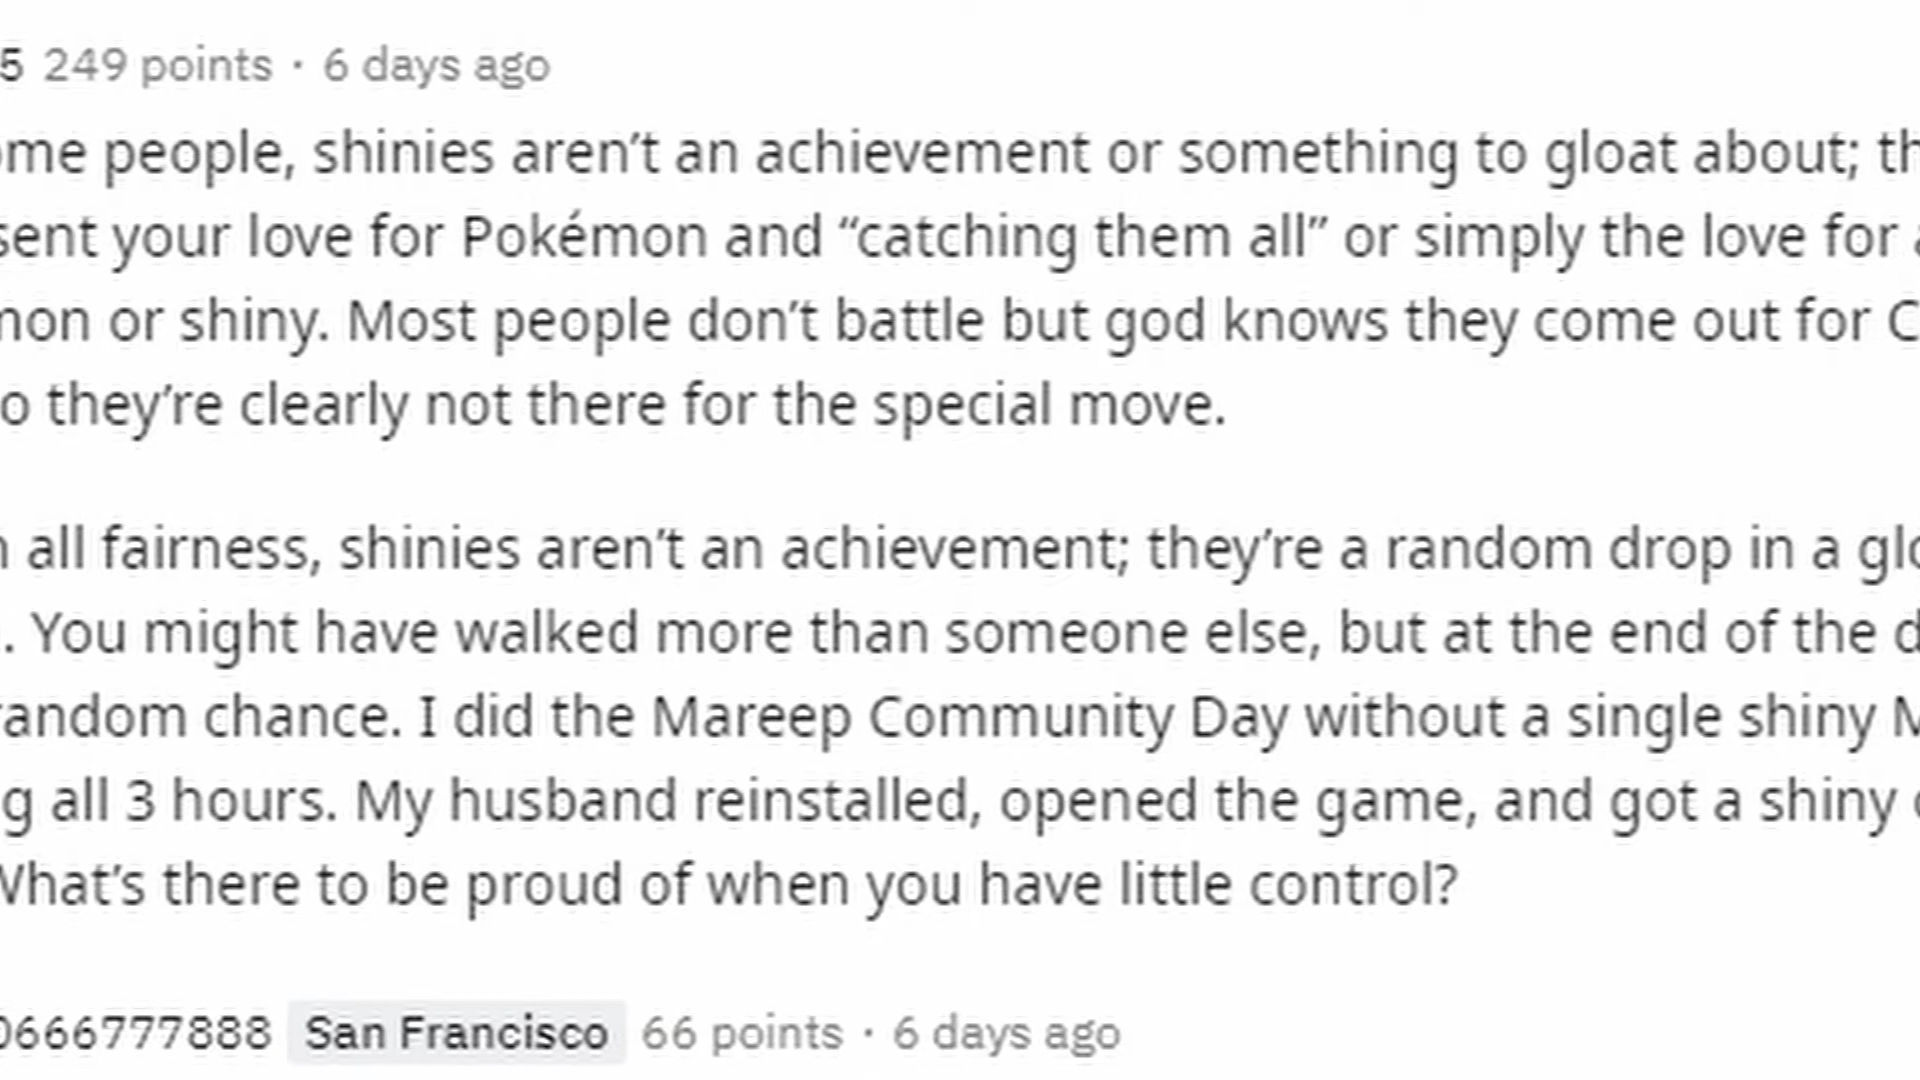 5 249 points · 6 days ago
people, shinies aren’t an achievement or something to gloat about;
your love for Pokémon and “catching them all” or simply the love for
or shiny. Most people don’t battle but god knows they come out for C
they’re clearly not there for the special move.
all fairness, shinies aren’t an achievement; they’re a random drop in a
. You might have walked more than someone else, but at the end of the
random chance. I did the Mareep Community Day without a single shiny M
g all 3 hours. My husband reinstalled, opened the game, and got a shiny
What’s there to be proud of when you have little control?
0666777888 San Francisco 66 points · 6 days ago